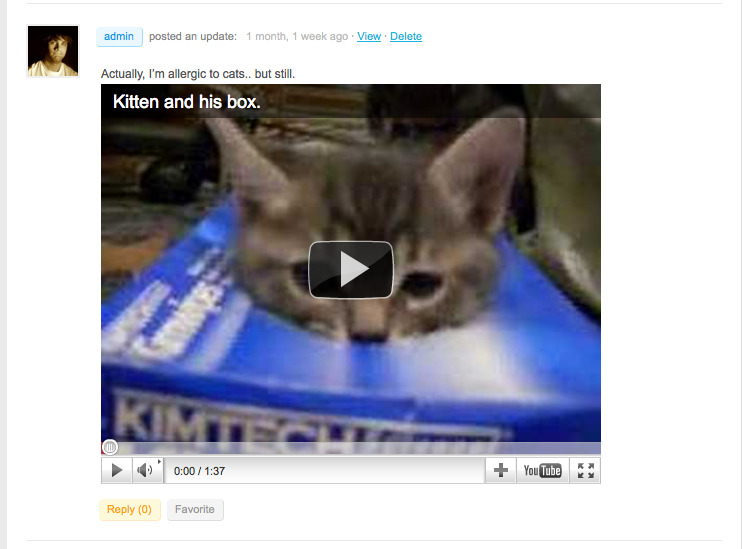 admin posted an update: 1 month, 1 week ago · View · Delete
Actually, I'm allergic to cats.. but still.
Kitten and his box.
KIMTECH
0:00 / 1:37
YouTube
Reply (0) Favorite